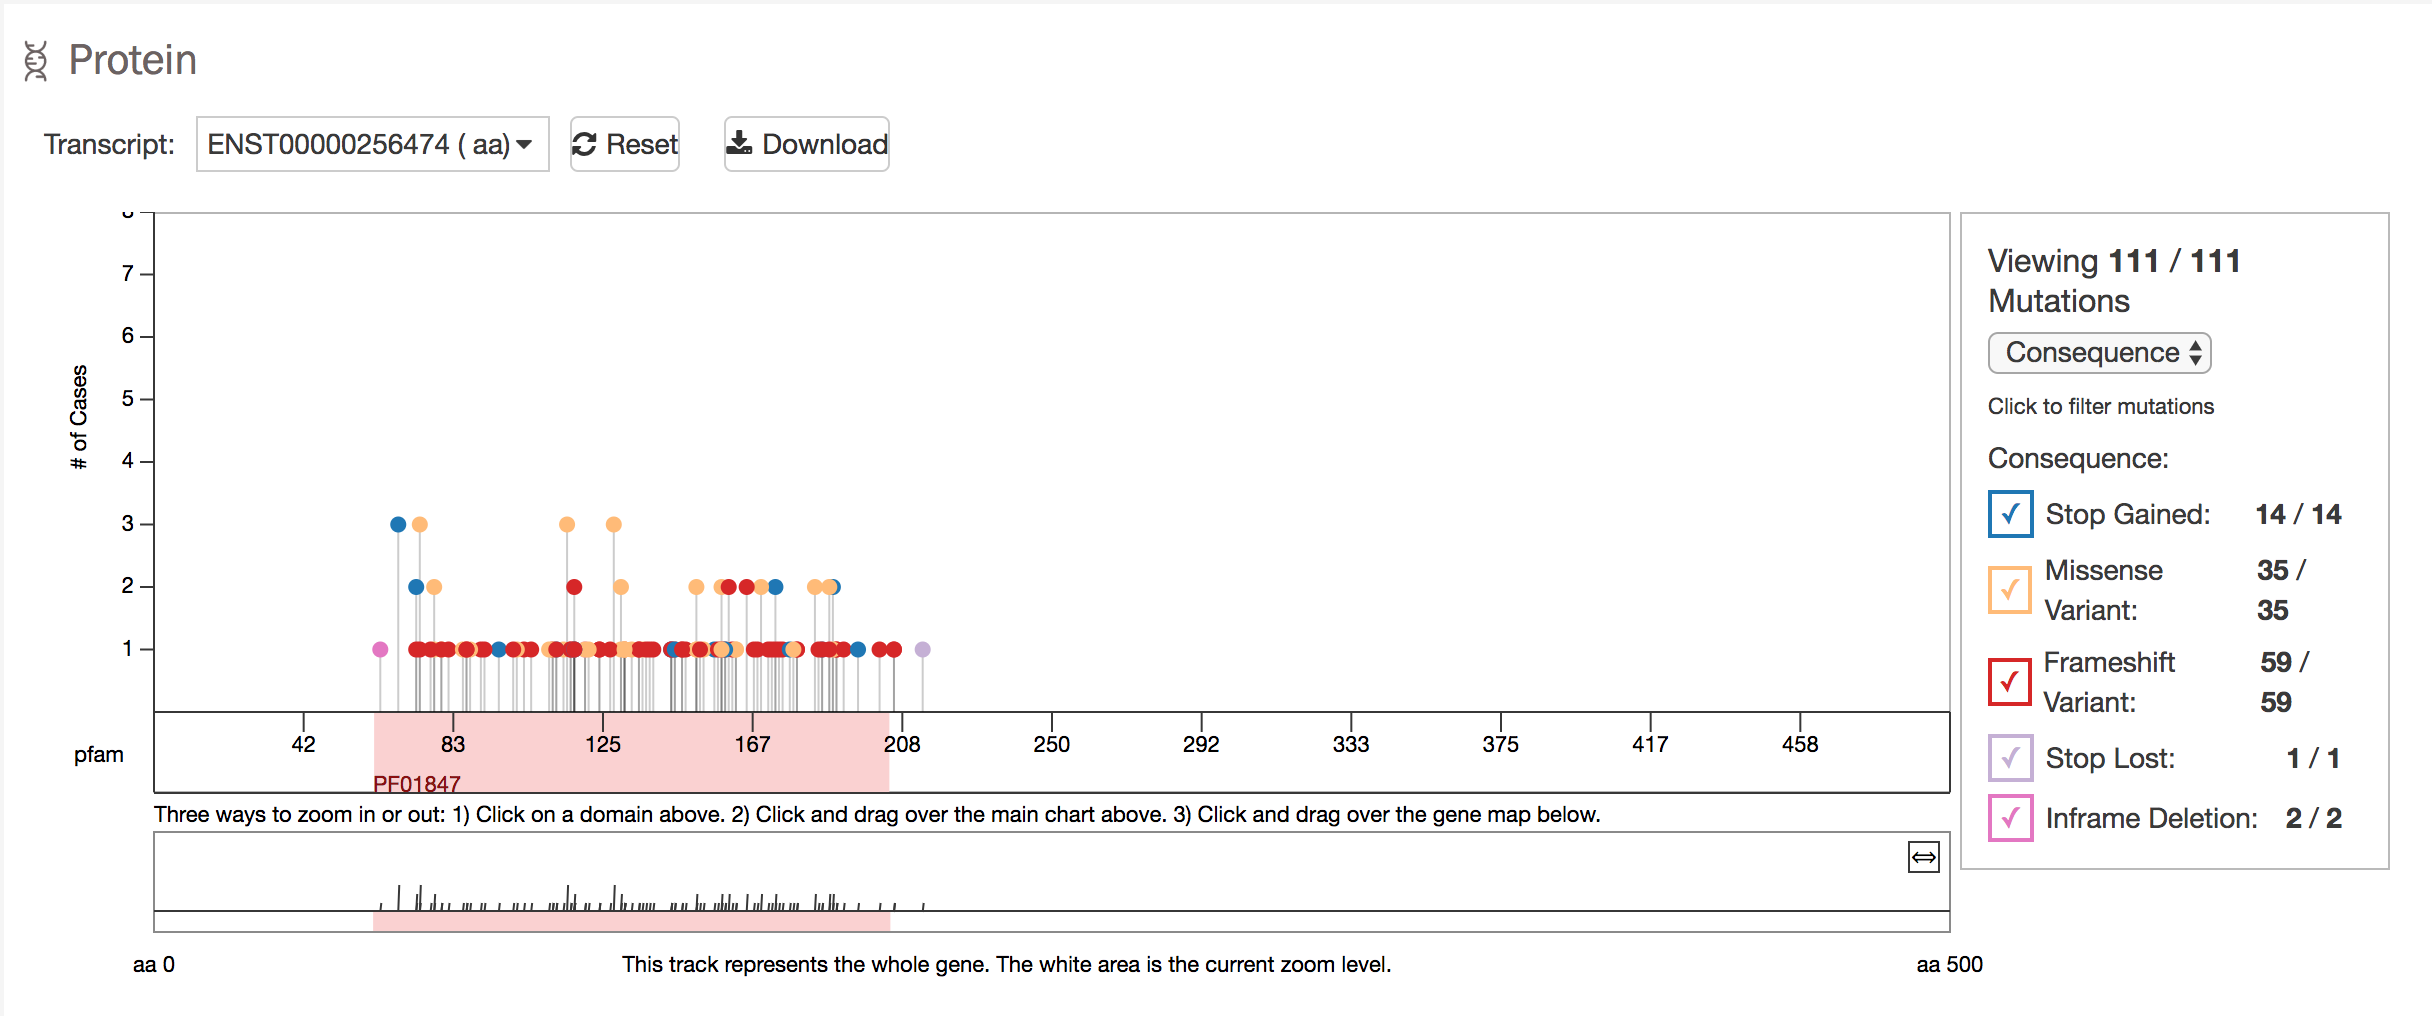 Protein
Transcript: ENST00000256474 ( aa) Reset Download
# of Cases
7
6
5
4
3
2
1
42 83 125 167 208 250 292 333 375 417 458
pfam
PF01847
Three ways to zoom in or out: 1) Click on a domain above. 2) Click and drag over the main chart above. 3) Click and drag over the gene map below.
aa 0 This track represents the whole gene. The white area is the current zoom level. aa 500
Viewing 111 / 111
Mutations
Consequence
Click to filter mutations
Consequence:
Stop Gained: 14 / 14
Missense 35 /
Variant: 35
Frameshift 59 /
Variant: 59
Stop Lost: 1 / 1
Inframe Deletion: 2 / 2